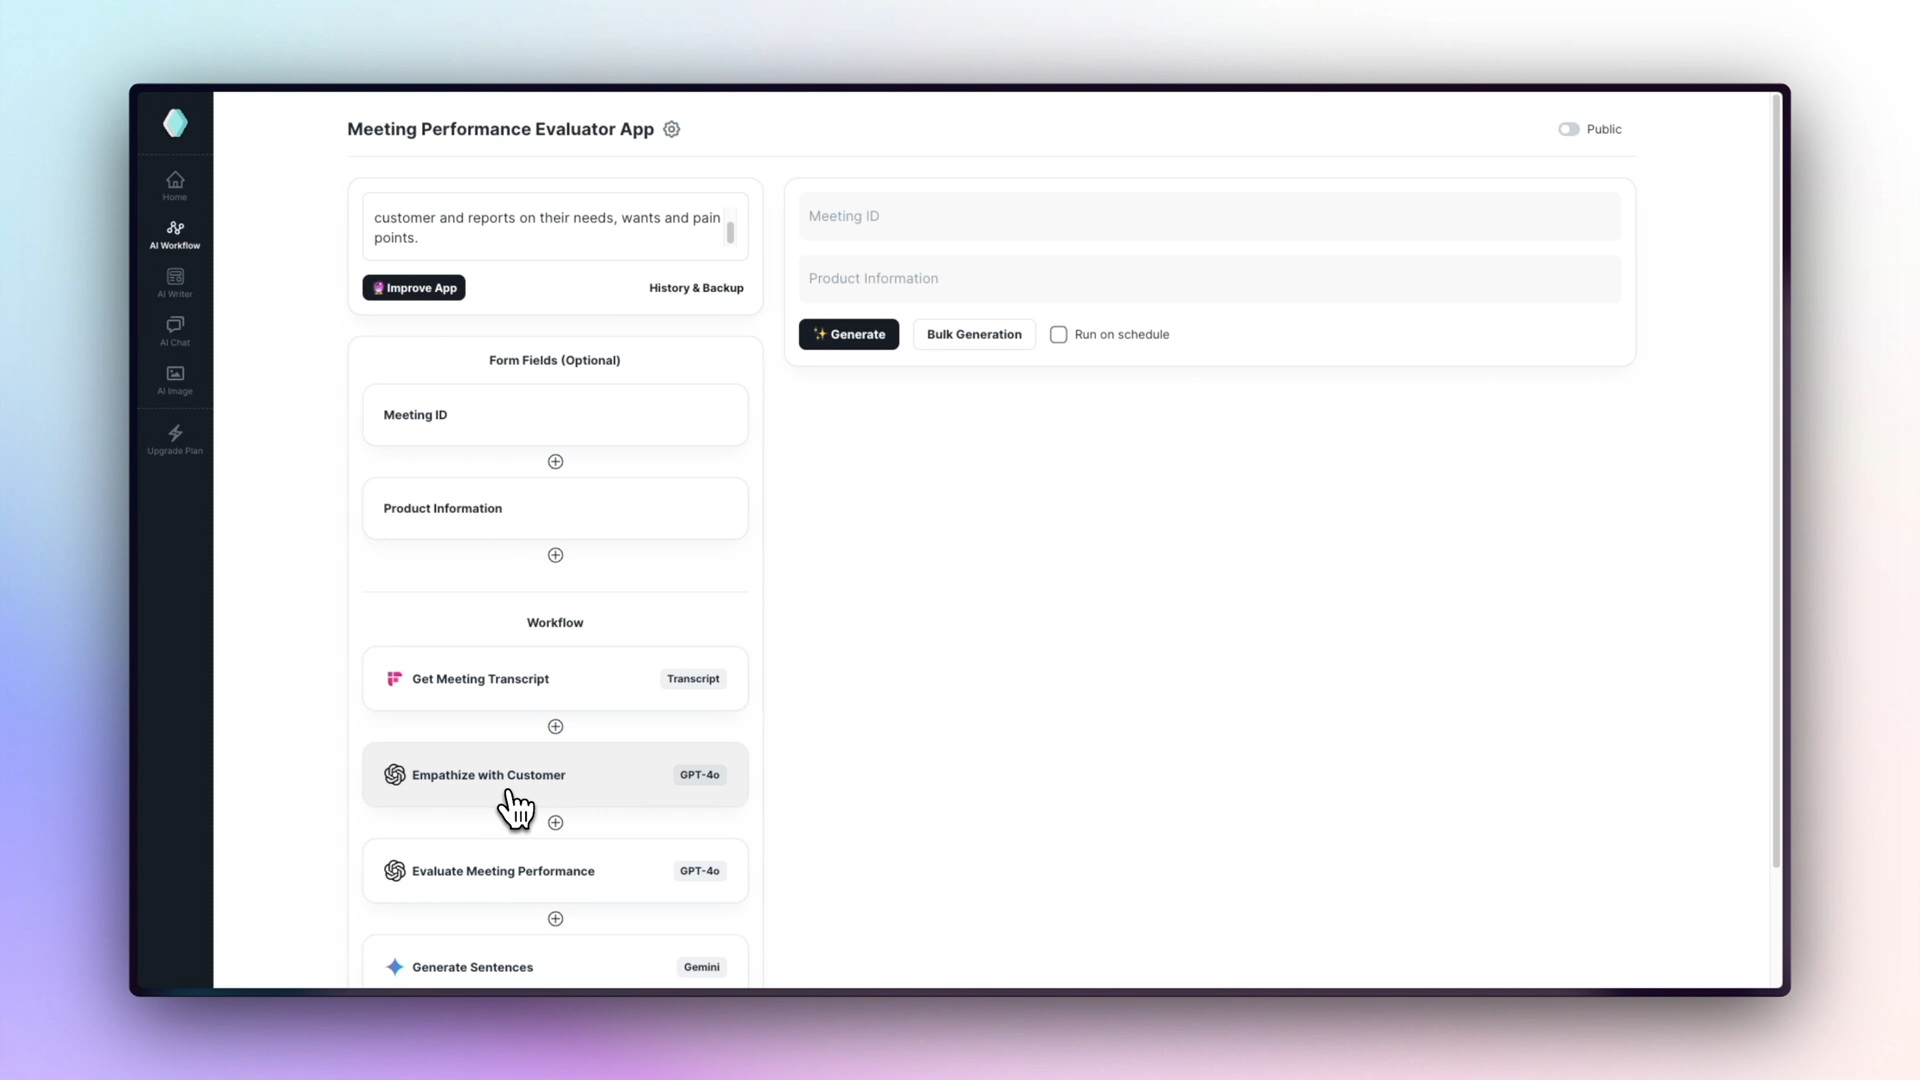 Meeting Performance Evaluator App
Public
Home
AI Workflow
AI Writer
AI Chat
AI Image
Upgrade Plan
customer and reports on their needs, wants and pain
points.
Improve App
History & Backup
Form Fields (Optional)
Meeting ID
Product Information
Workflow
Get Meeting Transcript
Transcript
Empathize with Customer
GPT-4o
Evaluate Meeting Performance
GPT-4o
Generate Sentences
Gemini
Meeting ID
Product Information
Generate
Bulk Generation
Run on schedule